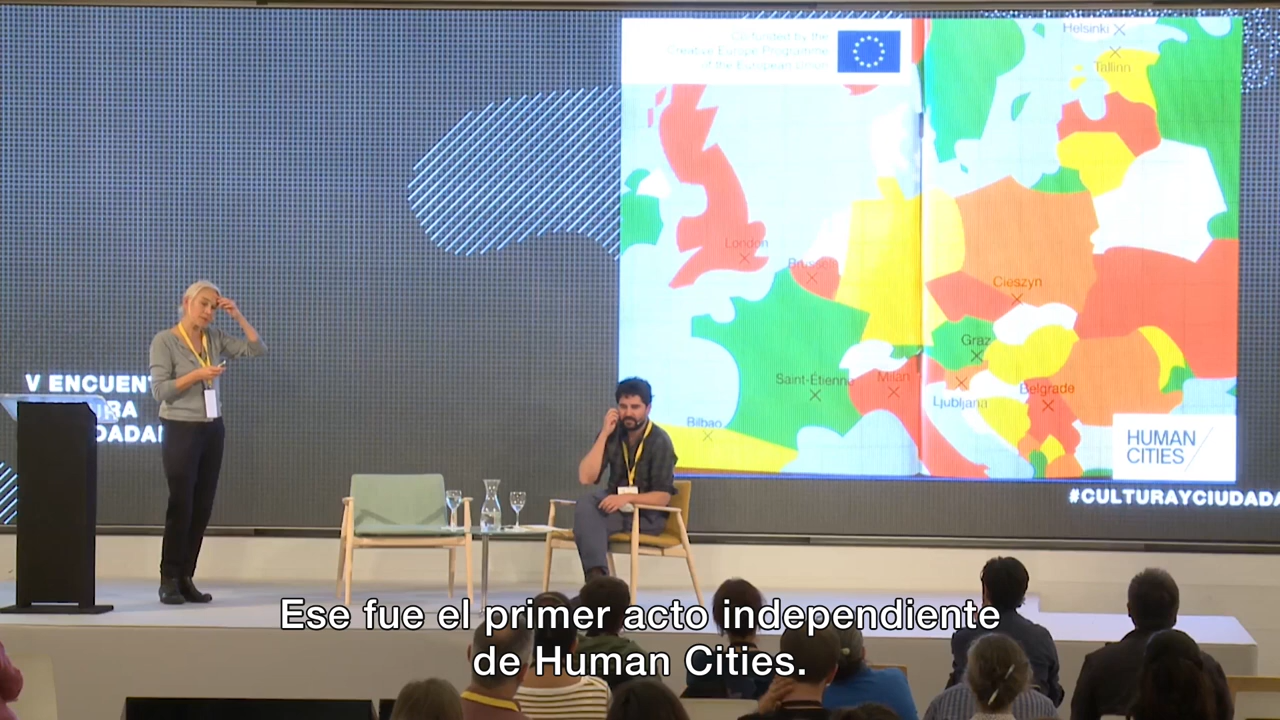 Co-funded by the
Creative Europe Programme
of the European Union
Helsinki
Tallinn
London
Cieszyn
Graz
Saint-Étienne
Milan
Belgrade
Ljubljana
Bilbao
HUMAN
CITIES
V ENCUENT
#CULTURAYCIUDADA
Ese fue el primer acto independiente
de Human Cities.